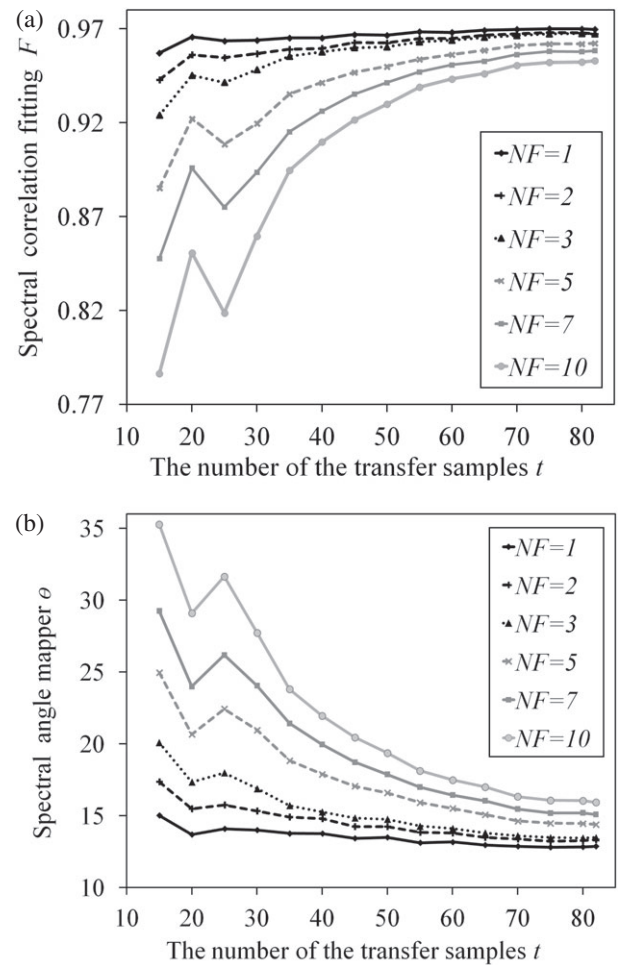 (a)
Spectral correlation fitting F
0.97
0.92
0.87
0.82
0.77
NF=1
NF=2
NF=3
NF=5
NF=7
NF=10
10 20 30 40 50 60 70 80
The number of the transfer samples t
(b)
Spectral angle mapper θ
35
30
25
20
15
10
NF=1
NF=2
NF=3
NF=5
NF=7
NF=10
10 20 30 40 50 60 70 80
The number of the transfer samples t